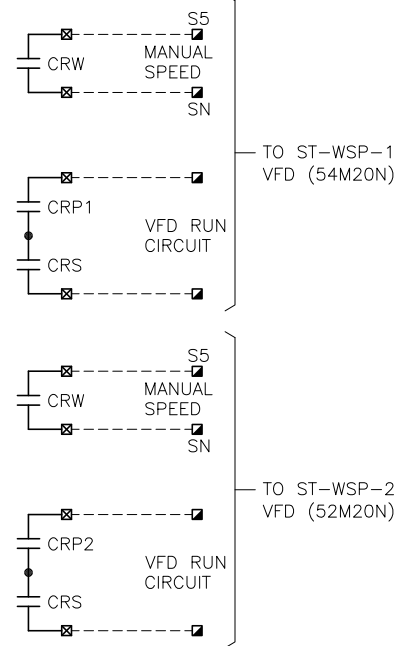 S5
CRW
MANUAL
SPEED
SN
TO ST-WSP-1
VFD (54M20N)
CRP1
VFD RUN
CIRCUIT
CRS
S5
CRW
MANUAL
SPEED
SN
TO ST-WSP-2
VFD (52M20N)
CRP2
VFD RUN
CIRCUIT
CRS